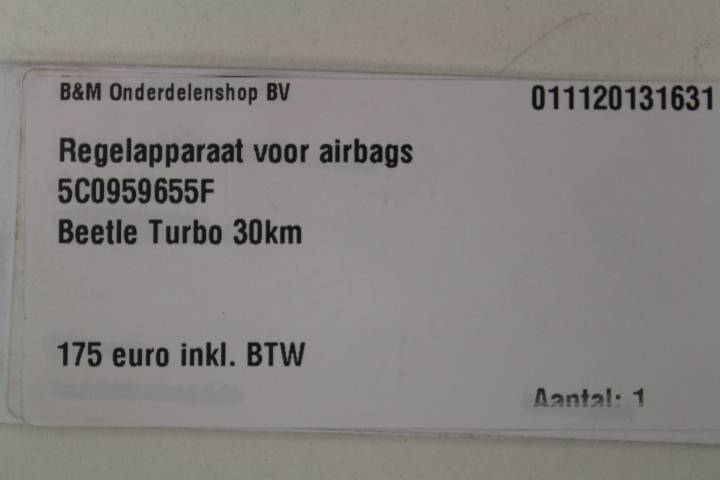 B&M Onderdelenshop BV
011120131631
Regelapparaat voor airbags
5C0959655F
Beetle Turbo 30km
175 euro inkl. BTW
Aantal: 1